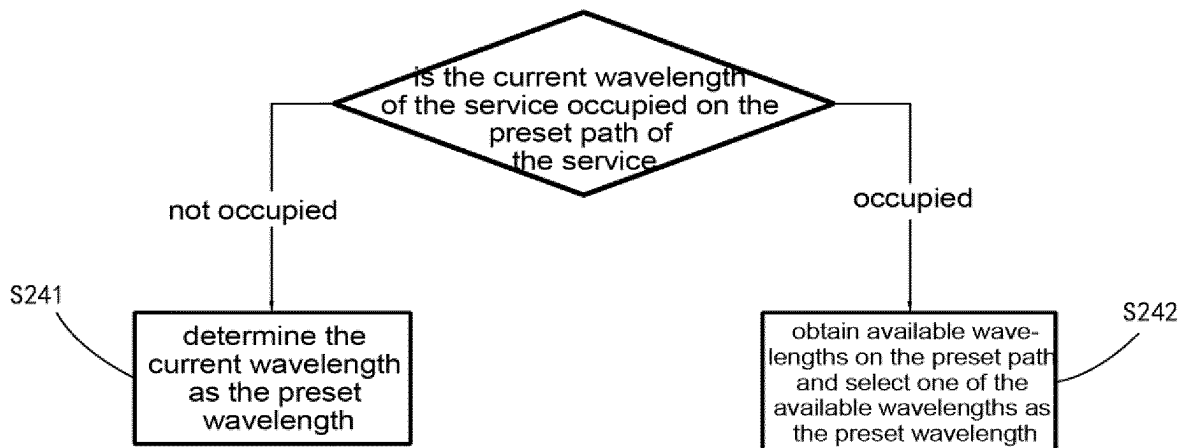 is the current wavelength
of the service occupied on the
preset path of
the service
not occupied
occupied
S241
determine the
current wavelength
as the preset
wavelength
S242
obtain available wave-
lengths on the preset path
and select one of the
available wavelengths as
the preset wavelength